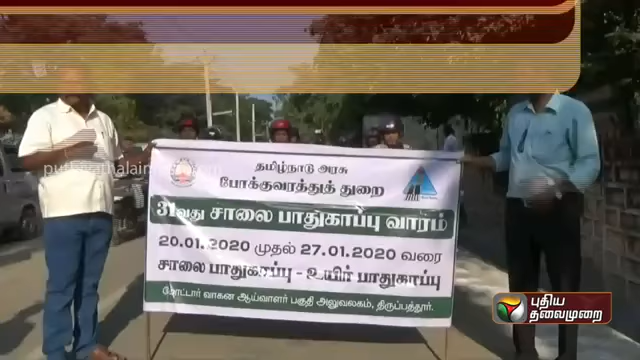 தமிழ்நாடு அரசு
போக்குவரத்துத் துறை
31வது சாலை பாதுகாப்பு வாரம்
20.01.2020 முதல் 27.01.2020 வரை
சாலை பாதுகாப்பு - உயிர் பாதுகாப்பு
மோட்டார் வாகன ஆய்வாளர் பகுதி அலுவலகம், திருப்பத்தூர்.
புதிய
தலைமுறை